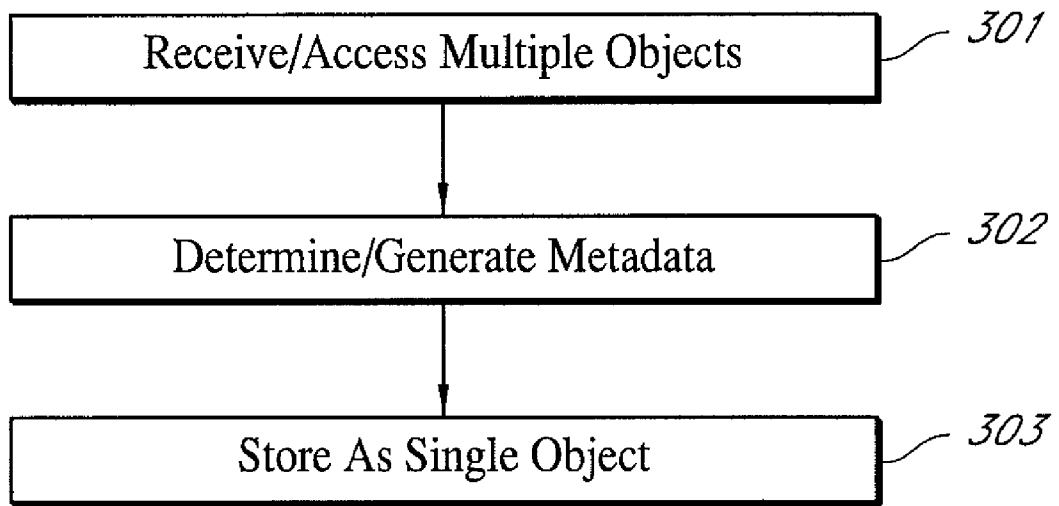 Receive/Access Multiple Objects
301
Determine/Generate Metadata
302
Store As Single Object
303